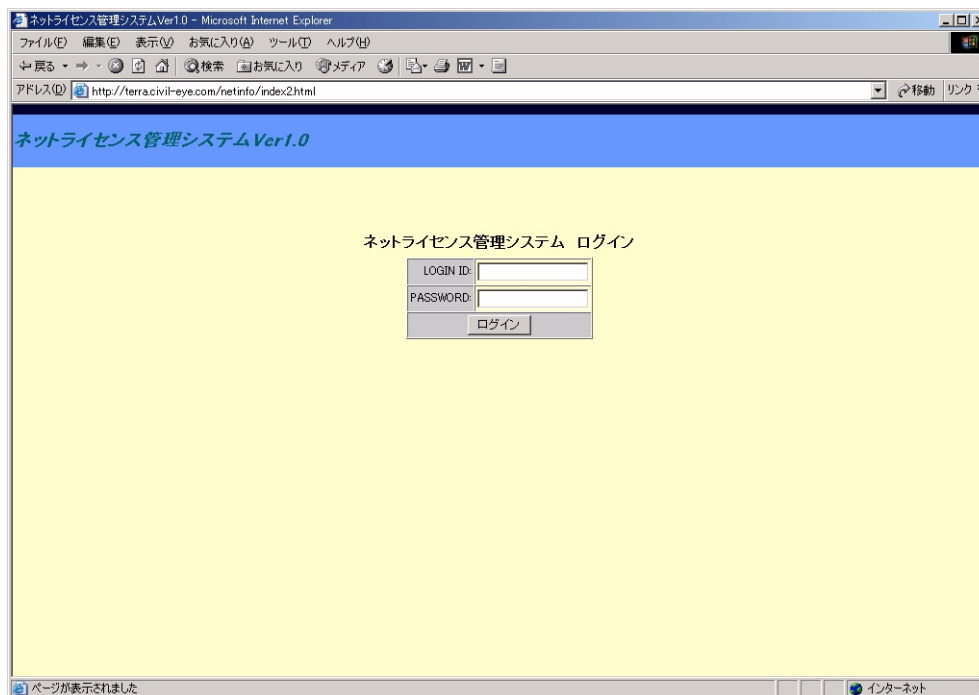 ネットライセンス管理システムVer1.0 - Microsoft Internet Explorer
ファイル(F) 編集(E) 表示(V) お気に入り(A) ツール(T) ヘルプ(H)
戻る 検索 お気に入り メディア
アドレス(D) http://terra.civil-eye.com/netinfo/index2.html 移動 リンク
ネットライセンス管理システムVer1.0
ネットライセンス管理システム ログイン
LOGIN ID:
PASSWORD:
ログイン
ページが表示されました インターネット